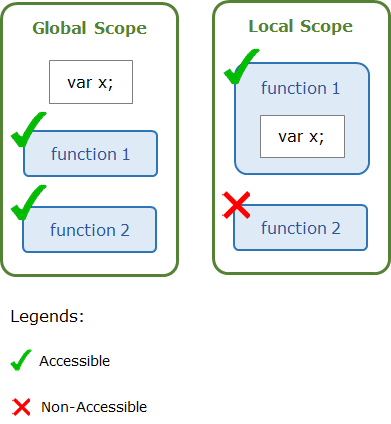 Global Scope
var x;
function 1
function 2
Local Scope
function 1
var x;
function 2
Legends:
Accessible
Non-Accessible